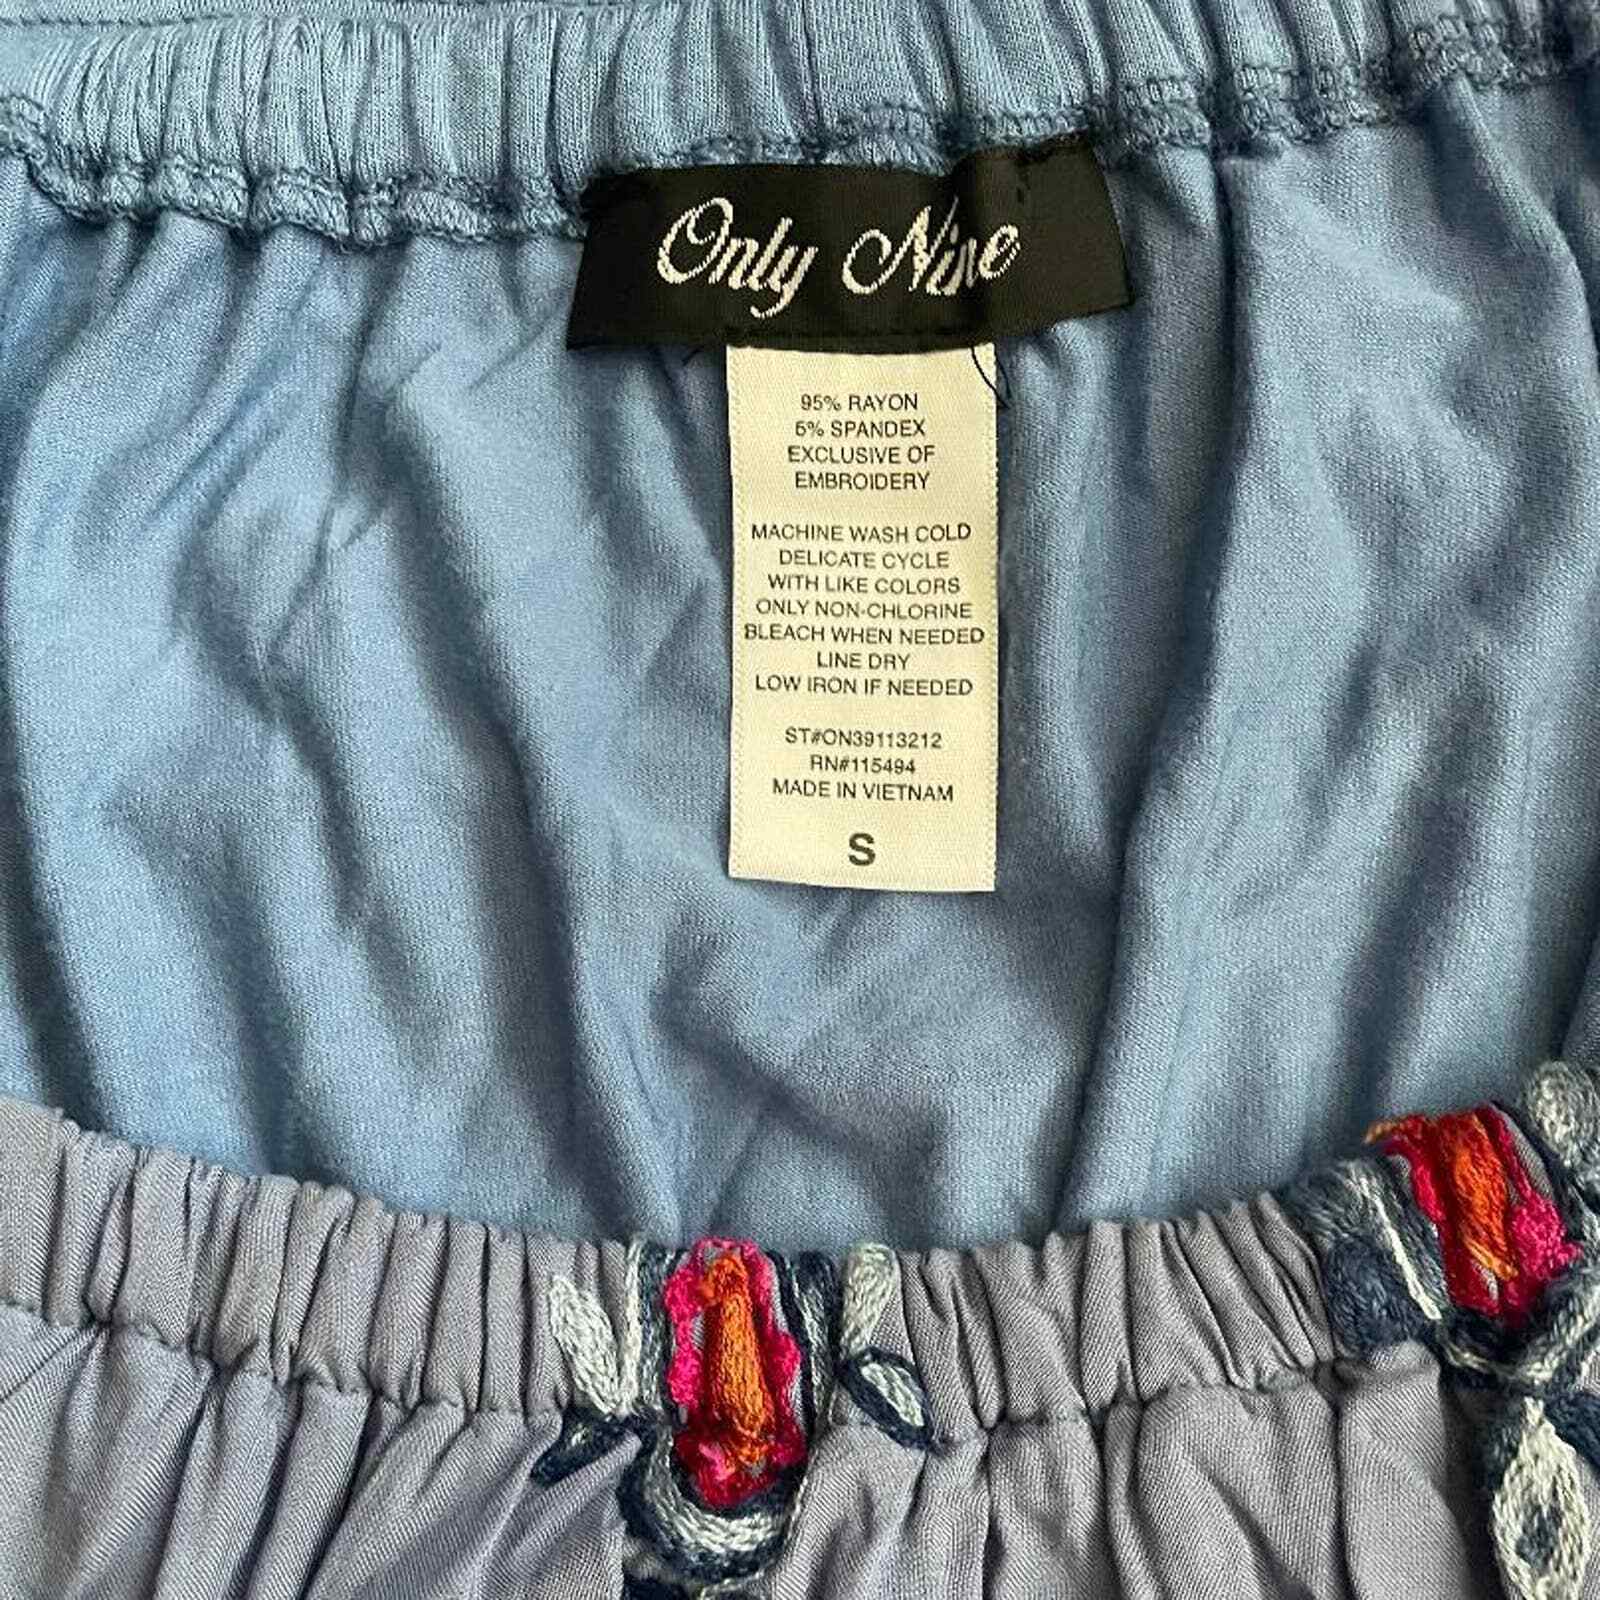 Only Nine
95% RAYON
5% SPANDEX
EXCLUSIVE OF
EMBROIDERY
MACHINE WASH COLD
DELICATE CYCLE
WITH LIKE COLORS
ONLY NON-CHLORINE
BLEACH WHEN NEEDED
LINE DRY
LOW IRON IF NEEDED
ST#ON39113212
RN#115494
MADE IN VIETNAM
S